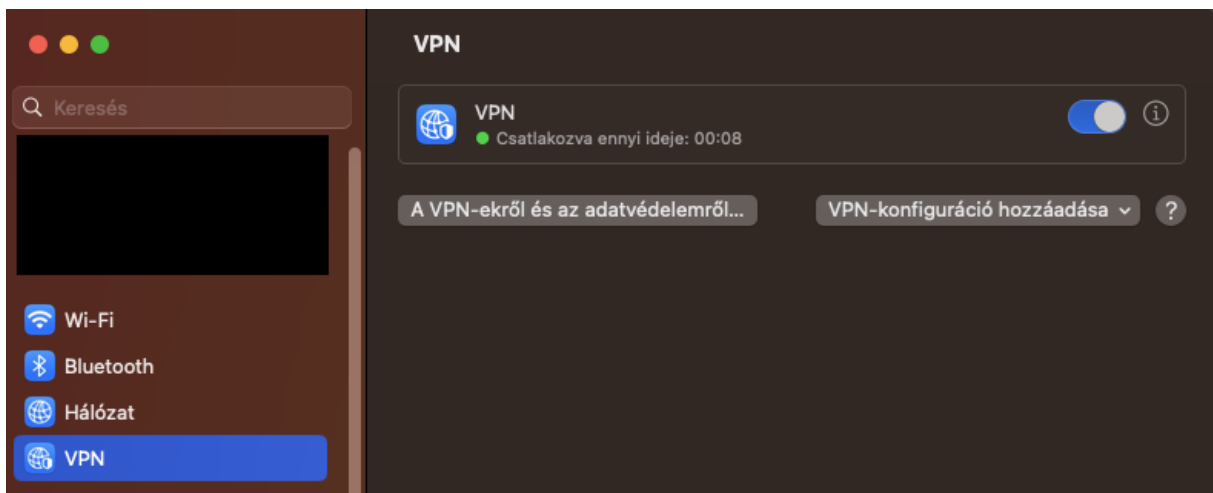 Keresés
Wi-Fi
Bluetooth
Hálózat
VPN
VPN
VPN
Csatlakozva ennyi ideje: 00:08
A VPN-ekről és az adatvédelemről...
VPN-konfiguráció hozzáadása
?